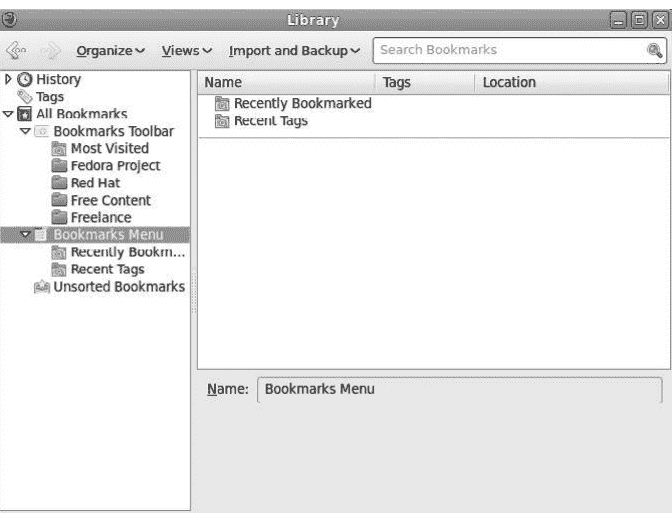 Library
Organize Views Import and Backup Search Bookmarks
History
Tags
All Bookmarks
Bookmarks Toolbar
Most Visited
Fedora Project
Red Hat
Free Content
Freelance
Bookmarks Menu
Recently Bookm...
Recent Tags
Unsorted Bookmarks
Name Tags Location
Recently Bookmarked
Recent Tags
Name: Bookmarks Menu